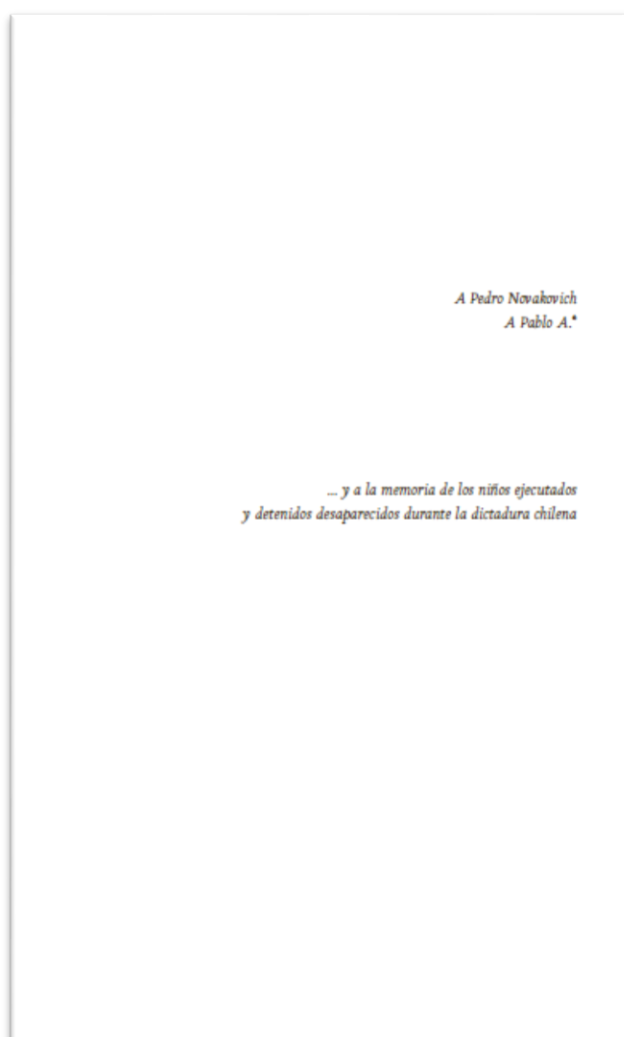 A Pedro Novakovich
A Pablo A.*
... y a la memoria de los niños ejecutados
y detenidos desaparecidos durante la dictadura chilena